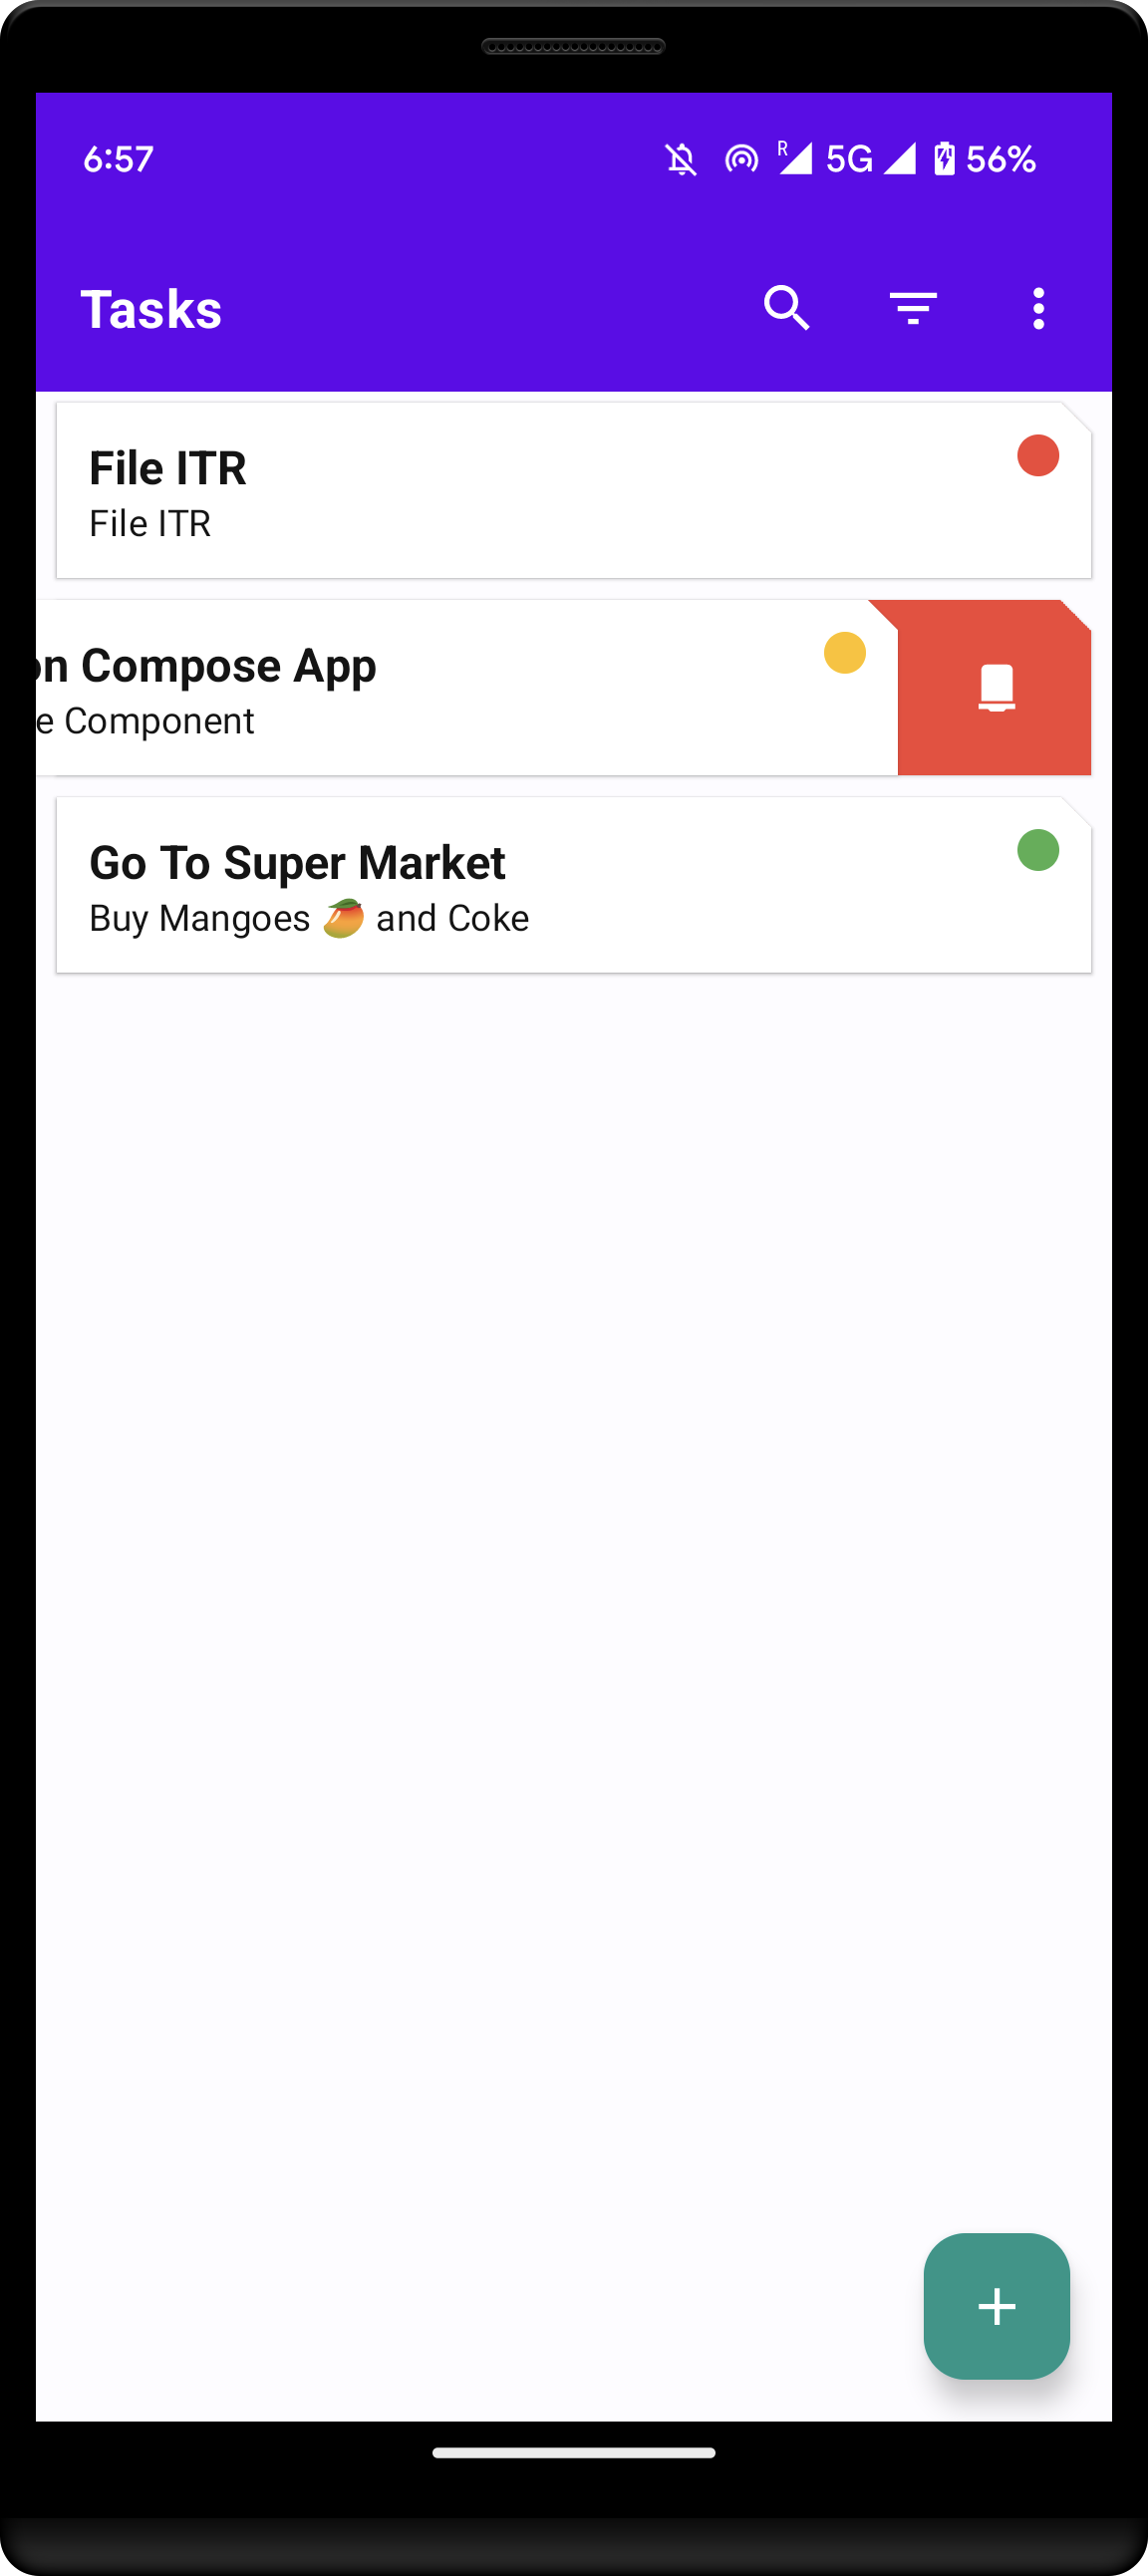 6:57 R 5G 56%
Tasks
File ITR
File ITR
on Compose App
e Component
Go To Super Market
Buy Mangoes 🥭 and Coke